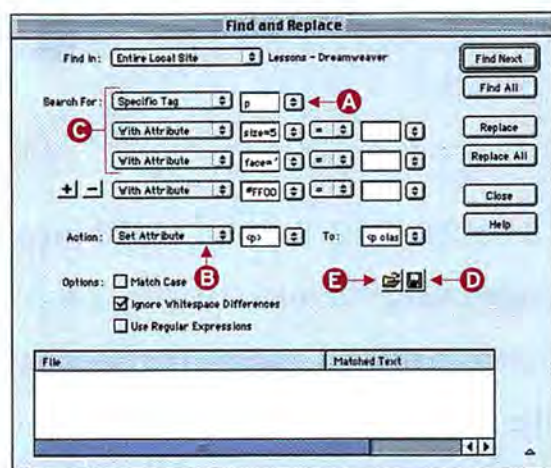 Find and Replace
Find In: Entire Local Site Lessons - Dreamweaver
Find Next
Find All
Search For: Specific Tag p A
C With Attribute size=5 =
Replace
With Attribute face=" =
Replace All
+ - With Attribute #FF00 =
Close
Help
Action: Set Attribute <p> To: <p clas
B
E D
Options: Match Case
Ignore Whitespace Differences
Use Regular Expressions
File Matched Text